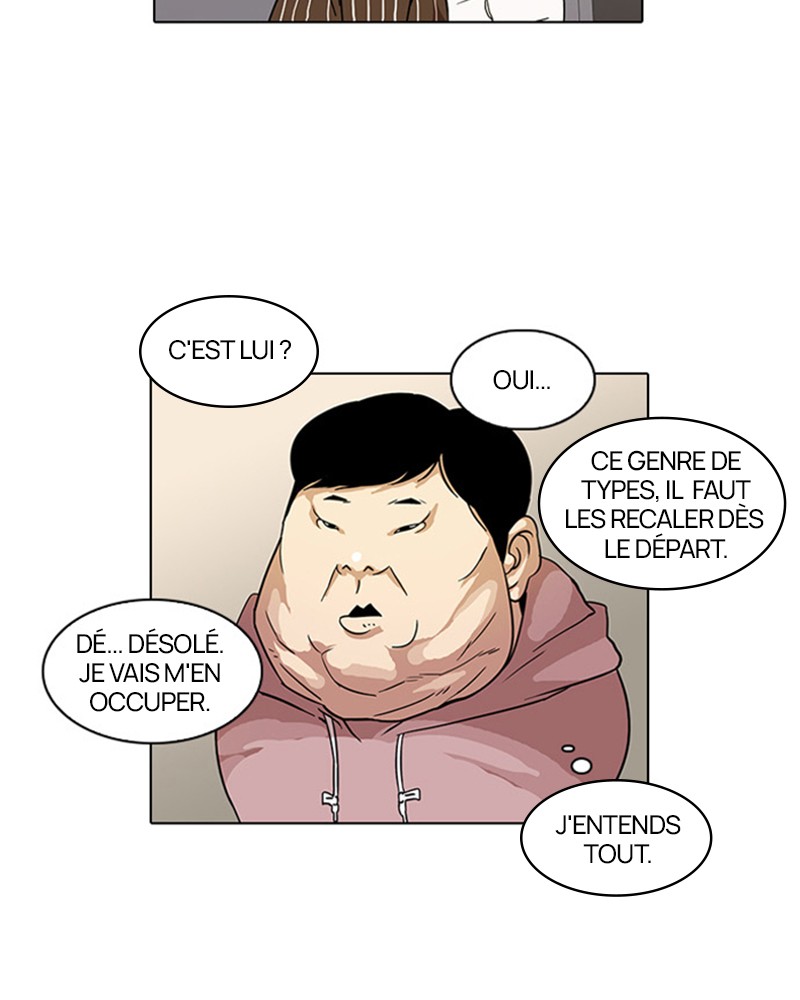 C'EST LUI ?
OUI...
CE GENRE DE
TYPES, IL FAUT
LES RECALER DÈS
LE DÉPART.
DÉ... DÉSOLÉ.
JE VAIS M'EN
OCCUPER.
J'ENTENDS
TOUT.